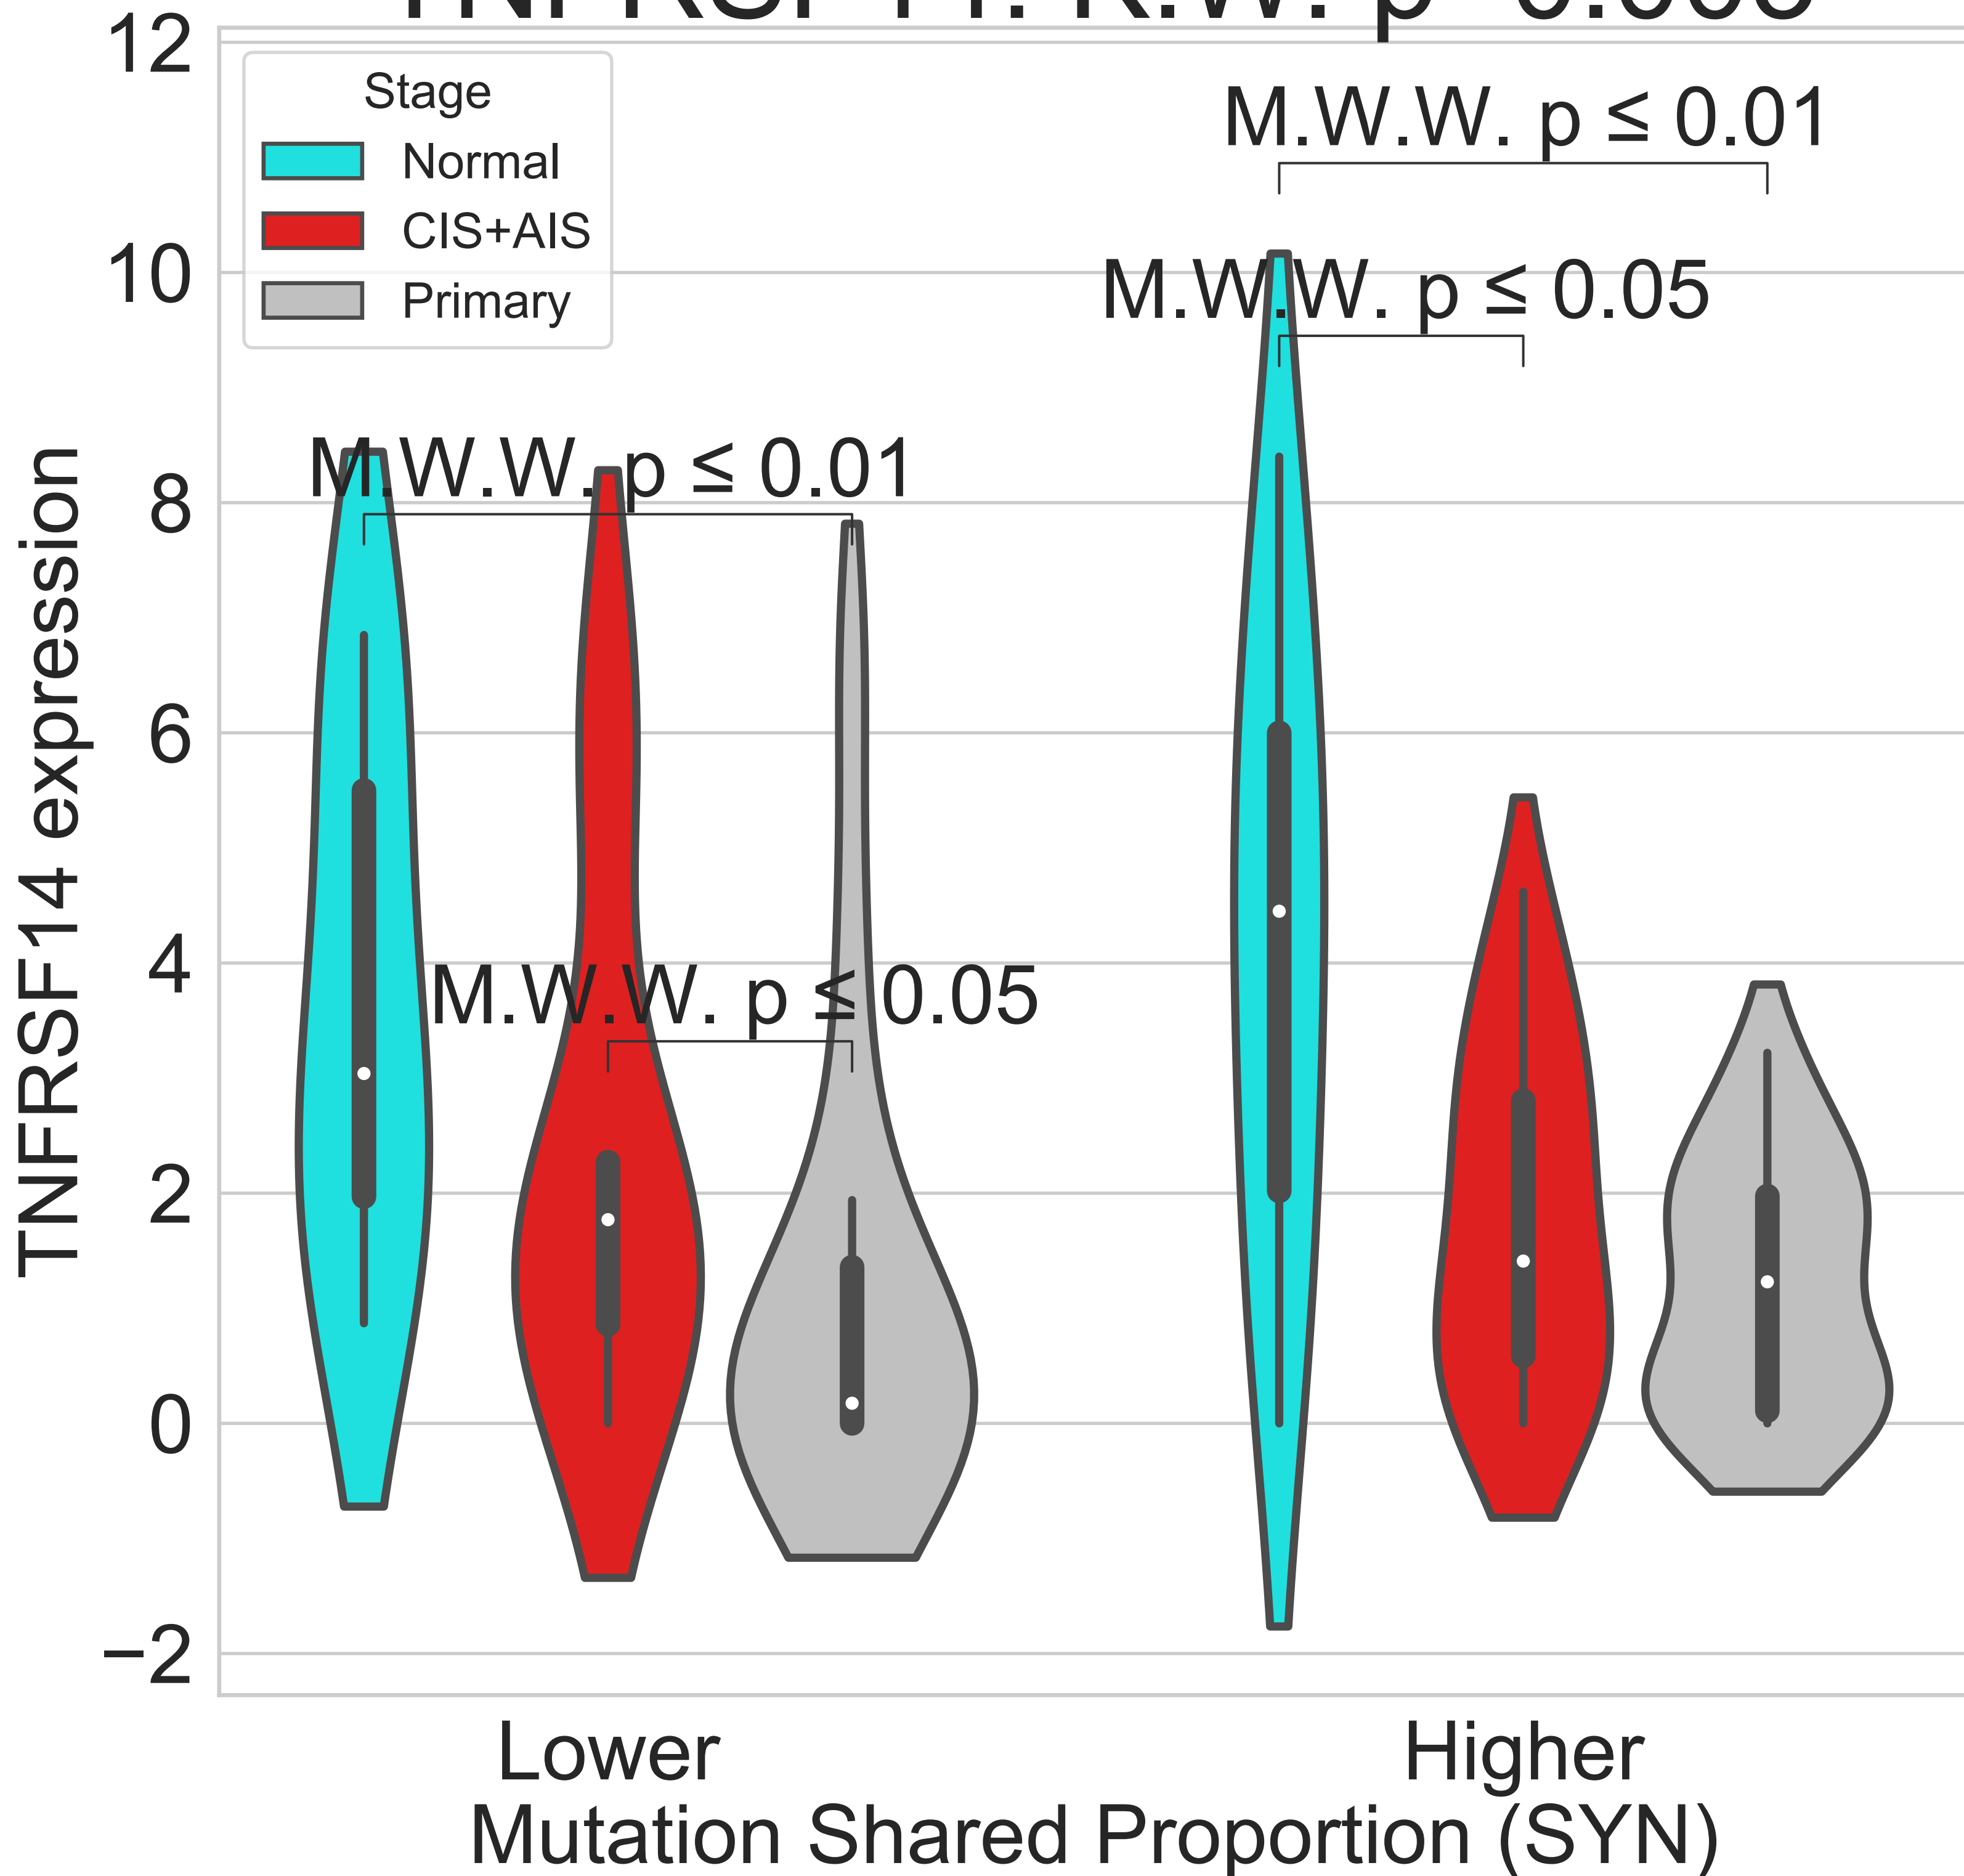 12
Stage
Normal
CIS+AIS
Primary
M.W.W. p ≤ 0.01
10
M.W.W. p ≤ 0.05
M.W.W. p ≤ 0.01
8
6
4
M.W.W. p ≤ 0.05
2
0
−2
TNFRSF14 expression
Lower
Higher
Mutation Shared Proportion (SYN)